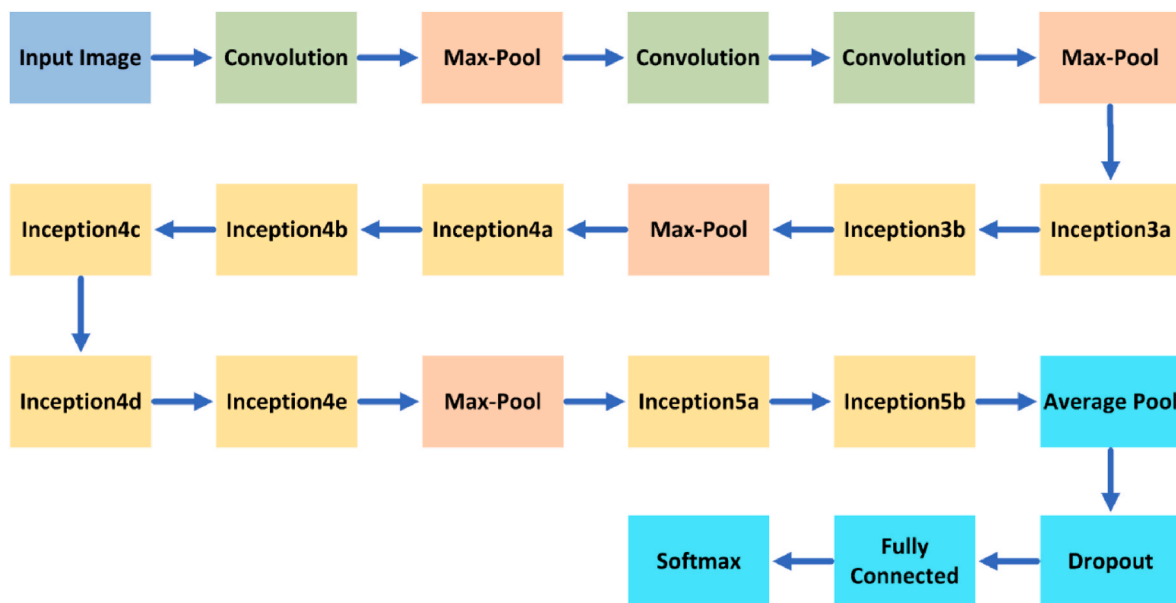 Input Image
Convolution
Max-Pool
Convolution
Convolution
Max-Pool
Inception3a
Inception3b
Max-Pool
Inception4a
Inception4b
Inception4c
Inception4d
Inception4e
Max-Pool
Inception5a
Inception5b
Average Pool
Dropout
Fully
Connected
Softmax